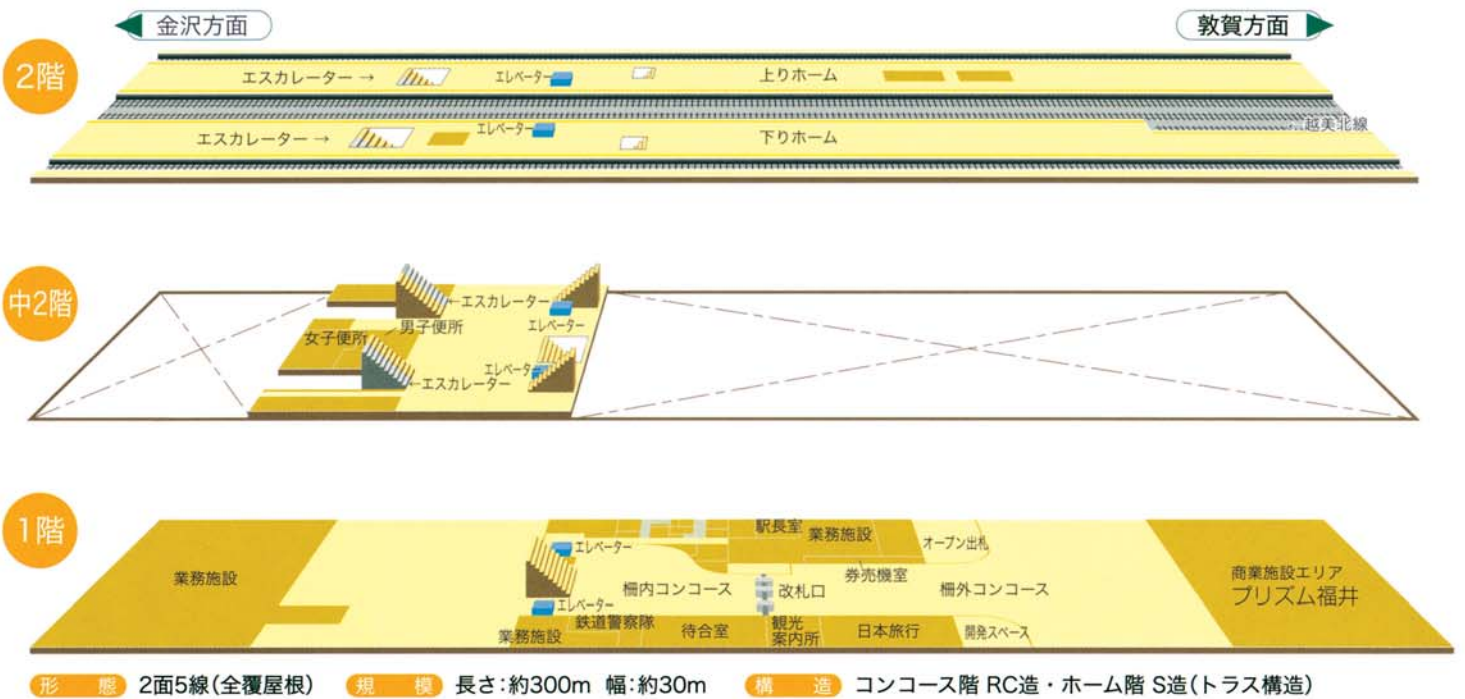 金沢方面
敦賀方面
2階
エスカレーター →
エレベーター
上りホーム
エスカレーター →
エレベーター
下りホーム
越美北線
中2階
←エスカレーター
エレベーター
男子便所
女子便所
エレベーター
←エスカレーター
1階
駅長室
業務施設
オープン出札
エレベーター
業務施設
券売機室
柵内コンコース
改札口
柵外コンコース
商業施設エリア
プリズム福井
エレベーター
鉄道警察隊
業務施設
待合室
観光
案内所
日本旅行
開発スペース
形 態 2面5線(全覆屋根) 規 模 長さ:約300m 幅:約30m 構 造 コンコース階 RC造・ホーム階 S造(トラス構造)